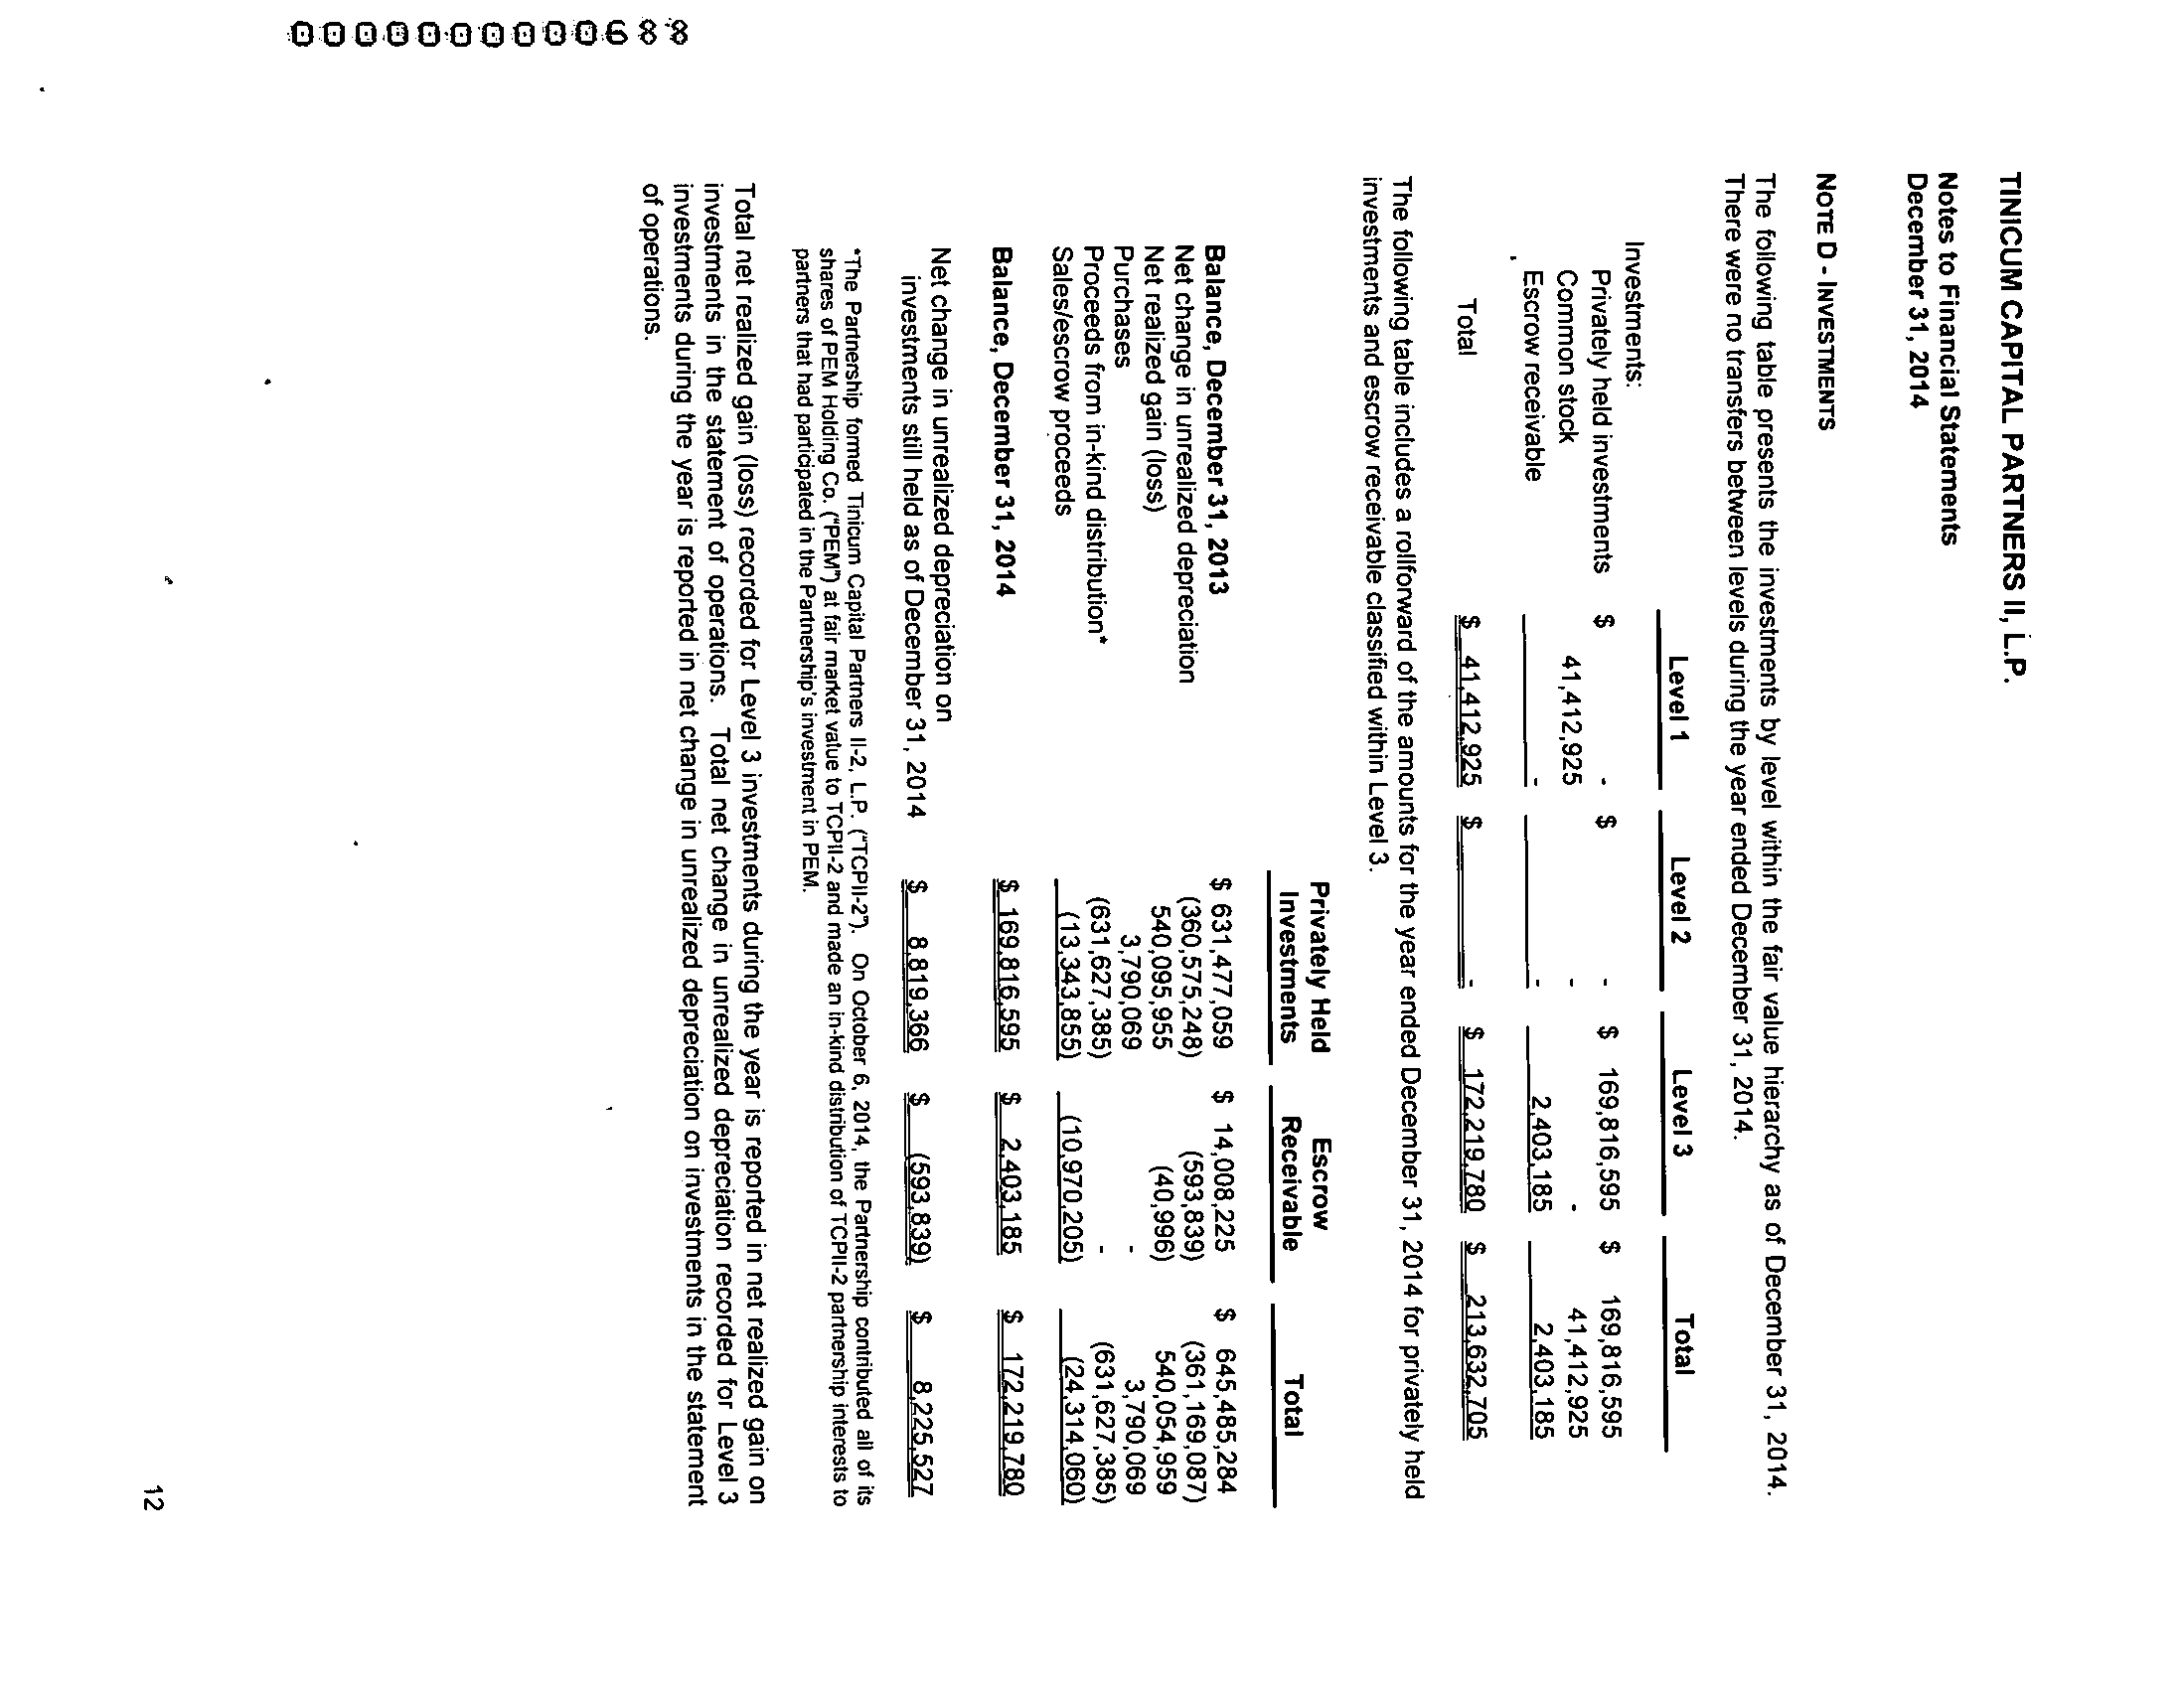 TINICUM CAPITAL PARTNERS II, L.P.
Notes to Financial Statements
December 31, 2014
NOTE D - INVESTMENTS
The following table presents the investments by level within the fair value hierarchy as of December 31, 2014.
There were no transfers between levels during the year ended December 31, 2014.
Level 1 Level 2 Level 3 Total
Investments:
Privately held investments $ - $ - $ 169,816,595 $ 169,816,595
Common stock 41,412,925 - - 41,412,925
Escrow receivable - - 2,403,185 2,403,185
Total $ 41,412,925 $ - $ 172,219,780 $ 213,632,705
The following table includes a rollforward of the amounts for the year ended December 31, 2014 for privately held
investments and escrow receivable classified within Level 3.
Privately Held Escrow
Investments Receivable Total
Balance, December 31, 2013 $ 631,477,059 $ 14,008,225 $ 645,485,284
Net change in unrealized depreciation (360,575,248) (593,839) (361,169,087)
Net realized gain (loss) 540,095,955 (40,996) 540,054,959
Purchases 3,790,069 - 3,790,069
Proceeds from in-kind distribution* (631,627,385) - (631,627,385)
Sales/escrow proceeds (13,343,855) (10,970,205) (24,314,060)
Balance, December 31, 2014 $ 169,816,595 $ 2,403,185 $ 172,219,780
Net change in unrealized depreciation on
investments still held as of December 31, 2014 $ 8,819,366 $ (593,839) $ 8,225,527
*The Partnership formed Tinicum Capital Partners II-2, L.P. ("TCPII-2"). On October 6, 2014, the Partnership contributed all of its
shares of PEM Holding Co. ("PEM") at fair market value to TCPII-2 and made an in-kind distribution of TCPII-2 partnership interests to
partners that had participated in the Partnership's investment in PEM.
Total net realized gain (loss) recorded for Level 3 investments during the year is reported in net realized gain on
investments in the statement of operations. Total net change in unrealized depreciation recorded for Level 3
investments during the year is reported in net change in unrealized depreciation on investments in the statement
of operations.
12
0000000000688